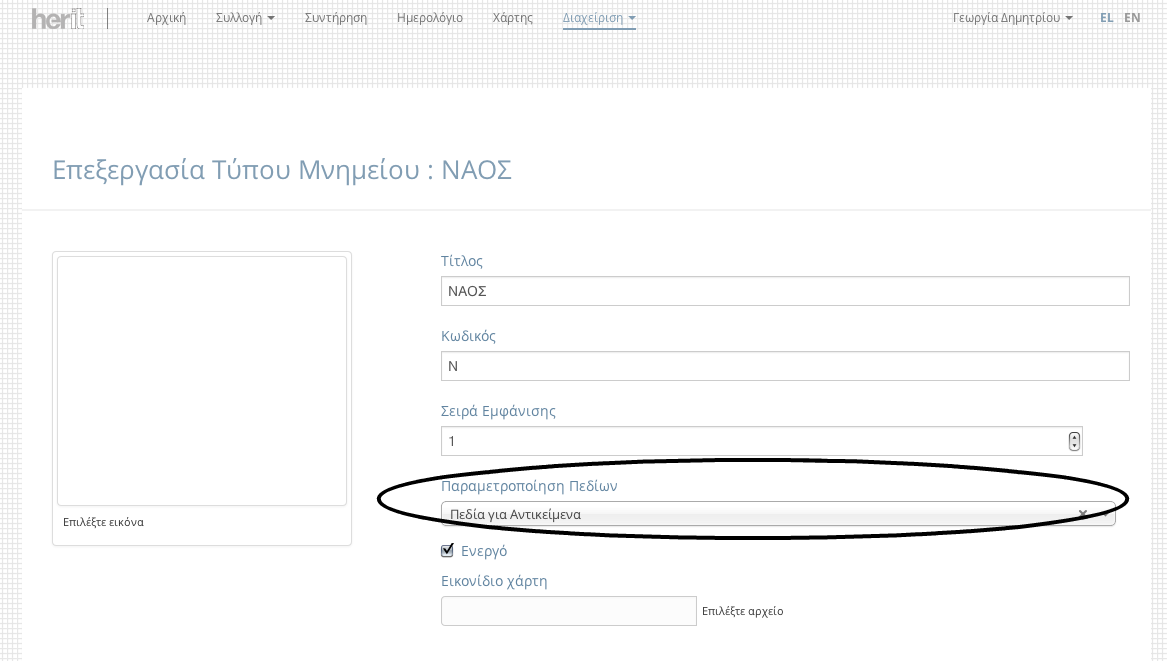 herit Αρχική Συλλογή Συντήρηση Ημερολόγιο Χάρτης Διαχείριση Γεωργία Δημητρίου EL EN
Επεξεργασία Τύπου Μνημείου : ΝΑΟΣ
Τίτλος
ΝΑΟΣ
Κωδικός
Ν
Σειρά Εμφάνισης
1
Παραμετροποίηση Πεδίων
Πεδία για Αντικείμενα
Επιλέξτε εικόνα
Ενεργό
Εικονίδιο χάρτη
Επιλέξτε αρχείο